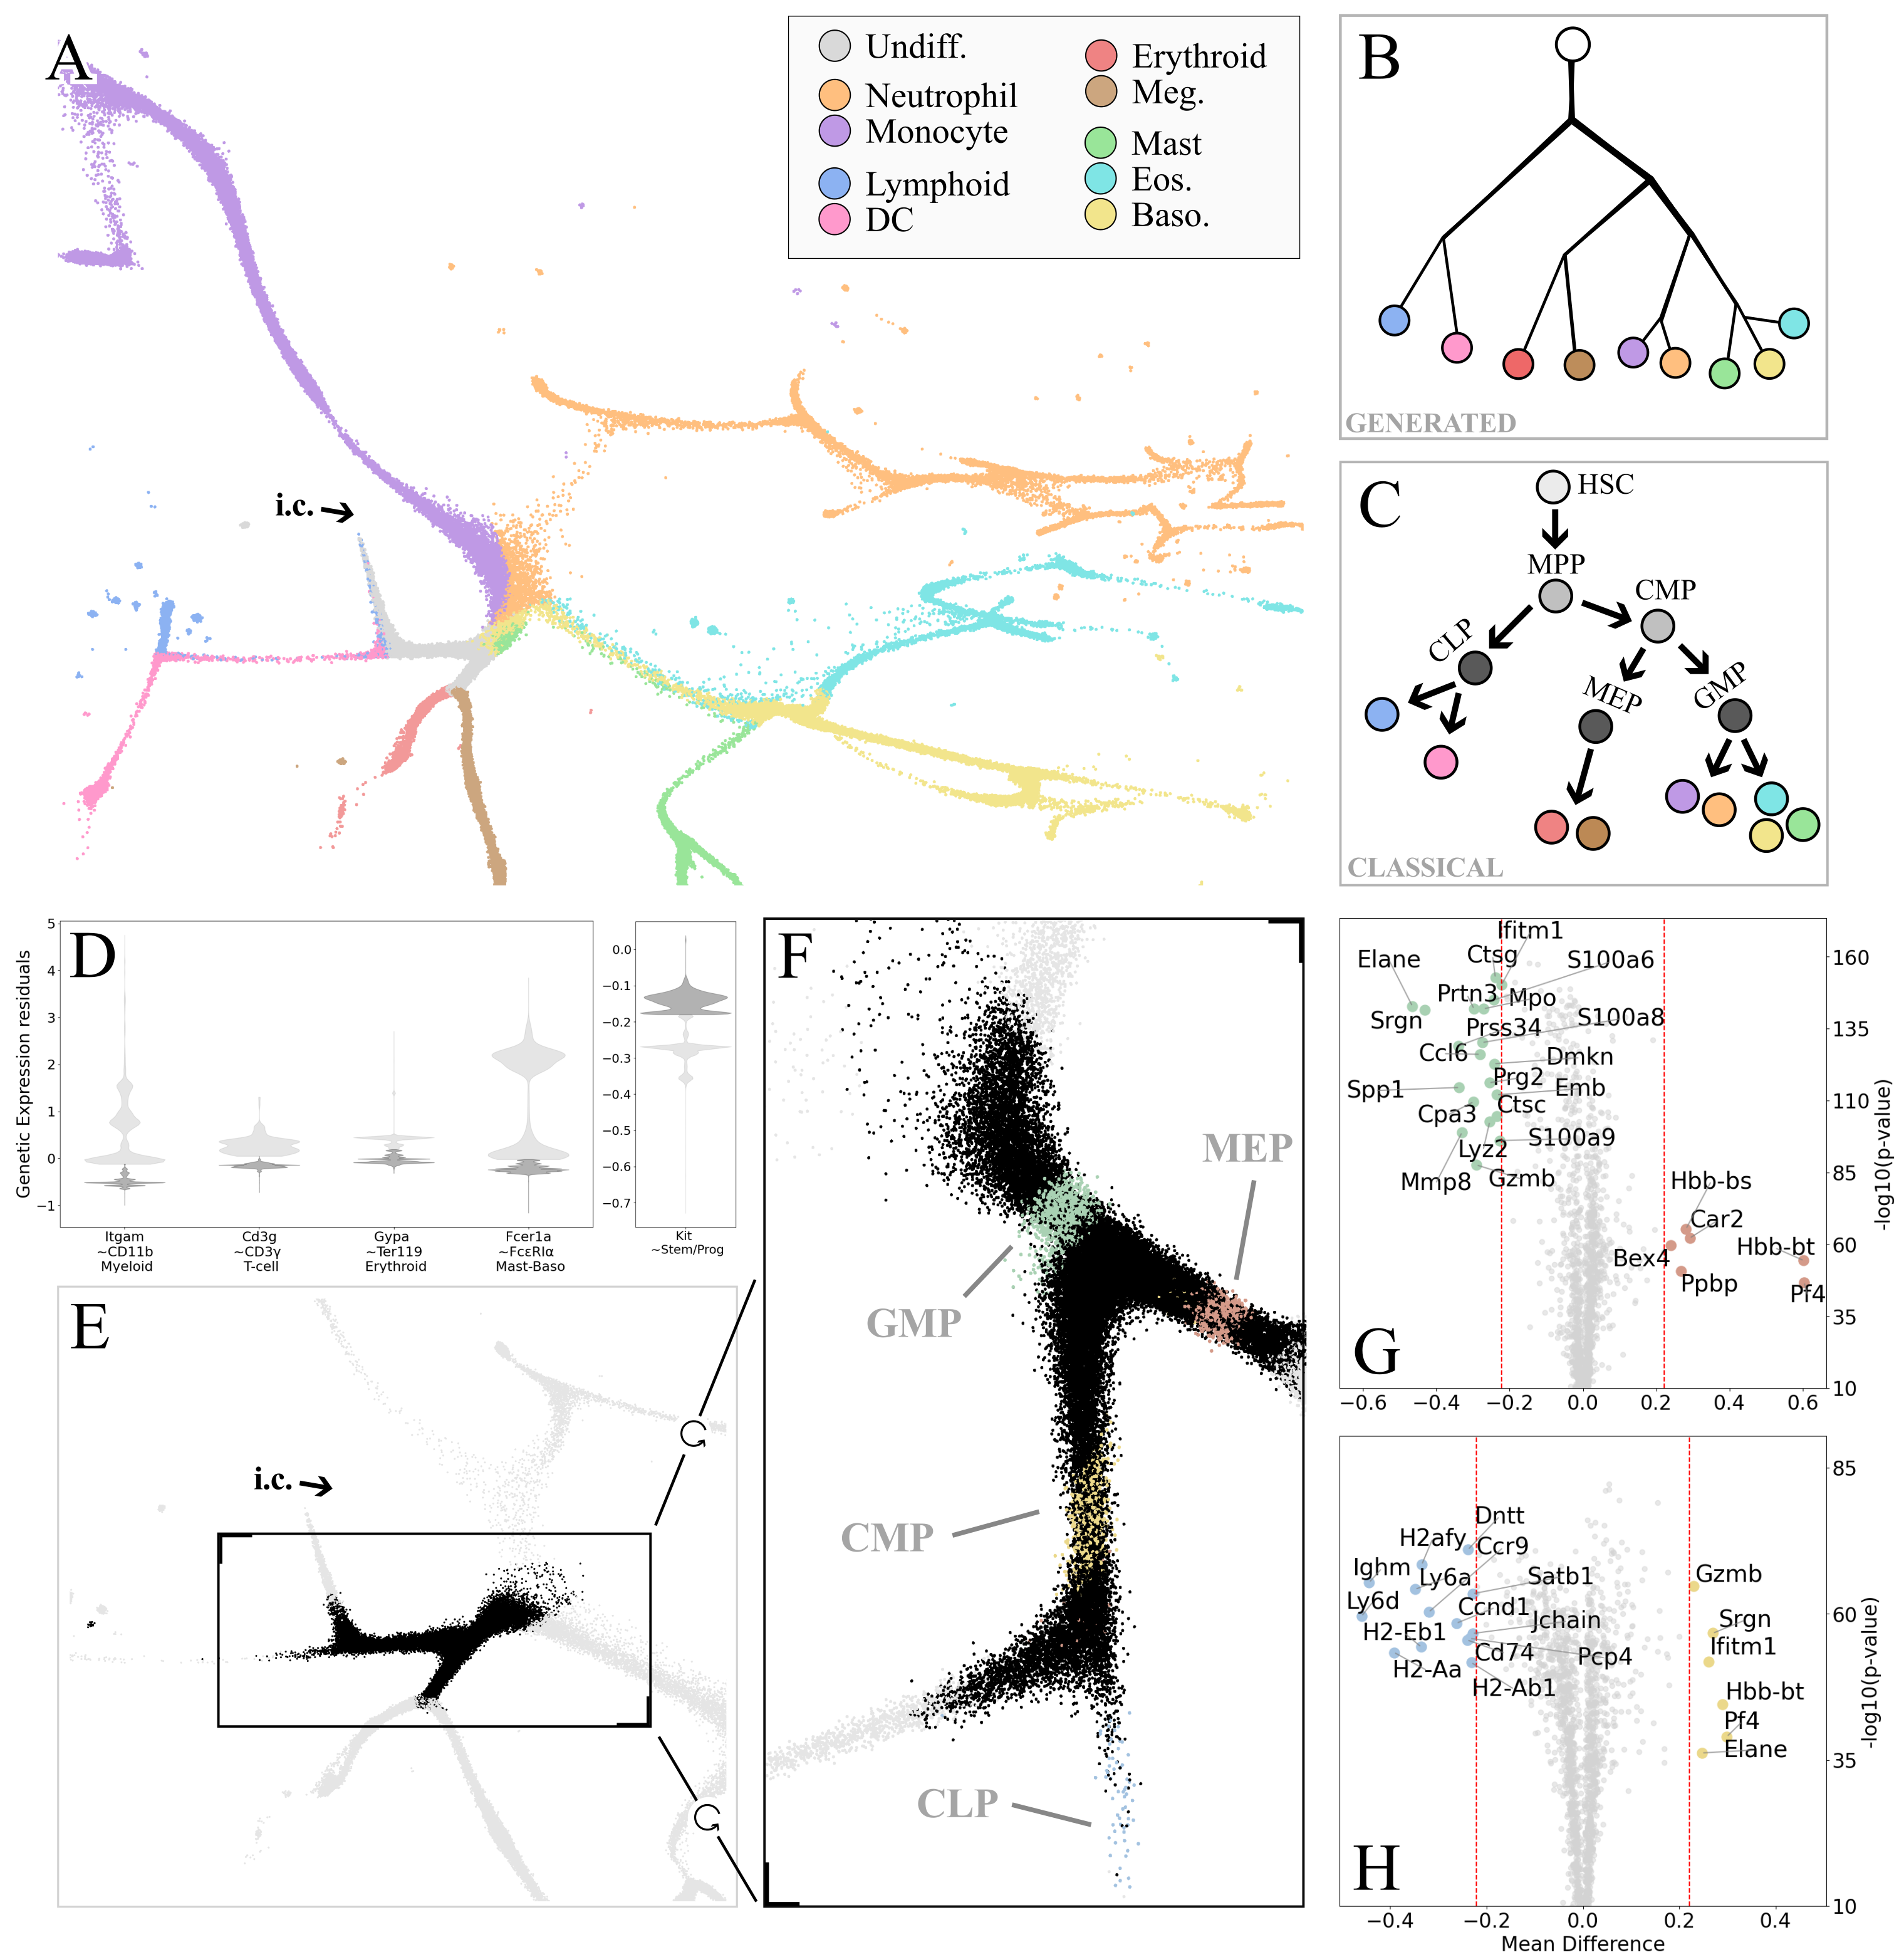 A
Undiff.
Neutrophil
Monocyte
Lymphoid
DC
Erythroid
Meg.
Mast
Eos.
Baso.
i.c.
B
GENERATED
C
HSC
MPP
CMP
CLP
MEP
GMP
CLASSICAL
D
Genetic Expression residuals
5
4
3
2
1
0
−1
Itgam
~CD11b
Myeloid
Cd3g
~CD3γ
T-cell
Gypa
~Ter119
Erythroid
Fcer1a
~FcεRIα
Mast-Baso
0.0
−0.1
−0.2
−0.3
−0.4
−0.5
−0.6
−0.7
Kit
~Stem/Prog
E
i.c.
F
MEP
GMP
CMP
CLP
G
Ifitm1
Ctsg
S100a6
Elane
Prtn3
Mpo
Srgn
Prss34
S100a8
Ccl6
Dmkn
Prg2
Spp1
Emb
Cpa3
Ctsc
Lyz2
S100a9
Mmp8
Gzmb
Hbb-bs
Car2
Bex4
Hbb-bt
Ppbp
Pf4
160
135
110
85
60
35
10
-log10(p-value)
−0.6
−0.4
−0.2
0.0
0.2
0.4
0.6
H
Dntt
H2afy
Ccr9
Ighm
Ly6a
Satb1
Ly6d
Ccnd1
Jchain
H2-Eb1
Cd74
Pcp4
H2-Aa
H2-Ab1
Gzmb
Srgn
Ifitm1
Hbb-bt
Pf4
Elane
85
60
35
10
-log10(p-value)
−0.4
−0.2
0.0
0.2
0.4
Mean Difference